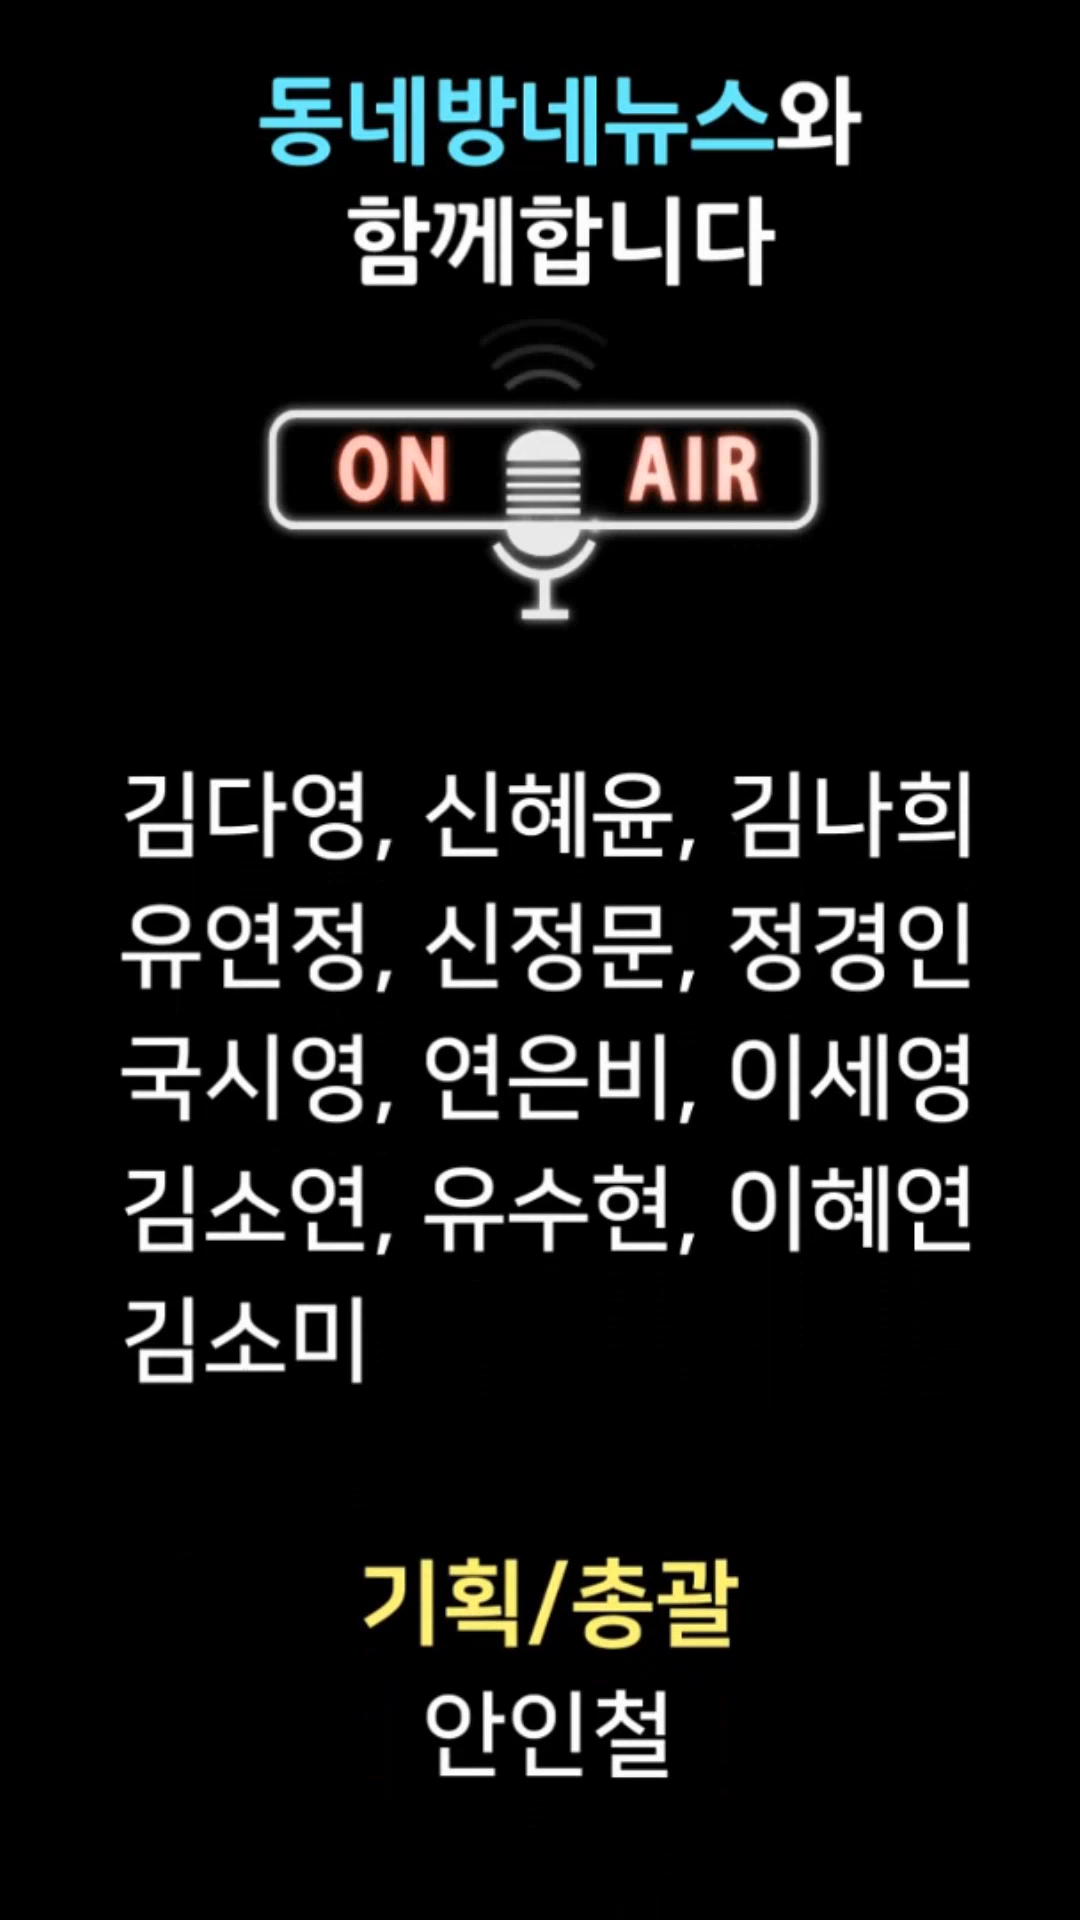 동네방네뉴스와
함께합니다
ON AIR
김다영, 신혜윤, 김나희
유연정, 신정문, 정경인
국시영, 연은비, 이세영
김소연, 유수현, 이혜연
김소미
기획/총괄
안인철